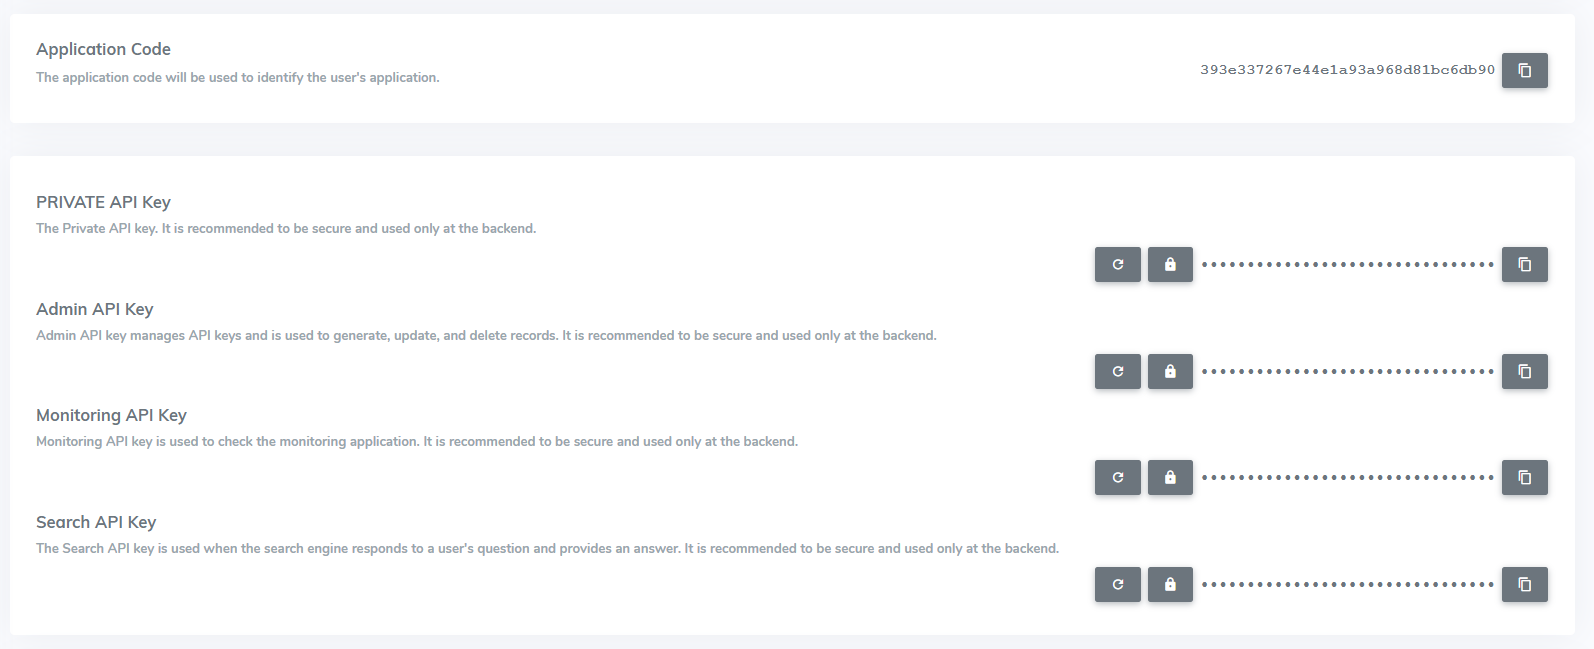 Application Code
The application code will be used to identify the user's application.
393e337267e44e1a93a968d81bc6db90
PRIVATE API Key
The Private API key. It is recommended to be secure and used only at the backend.
••••••••••••••••••••••••••••••••
Admin API Key
Admin API key manages API keys and is used to generate, update, and delete records. It is recommended to be secure and used only at the backend.
••••••••••••••••••••••••••••••••
Monitoring API Key
Monitoring API key is used to check the monitoring application. It is recommended to be secure and used only at the backend.
••••••••••••••••••••••••••••••••
Search API Key
The Search API key is used when the search engine responds to a user's question and provides an answer. It is recommended to be secure and used only at the backend.
••••••••••••••••••••••••••••••••